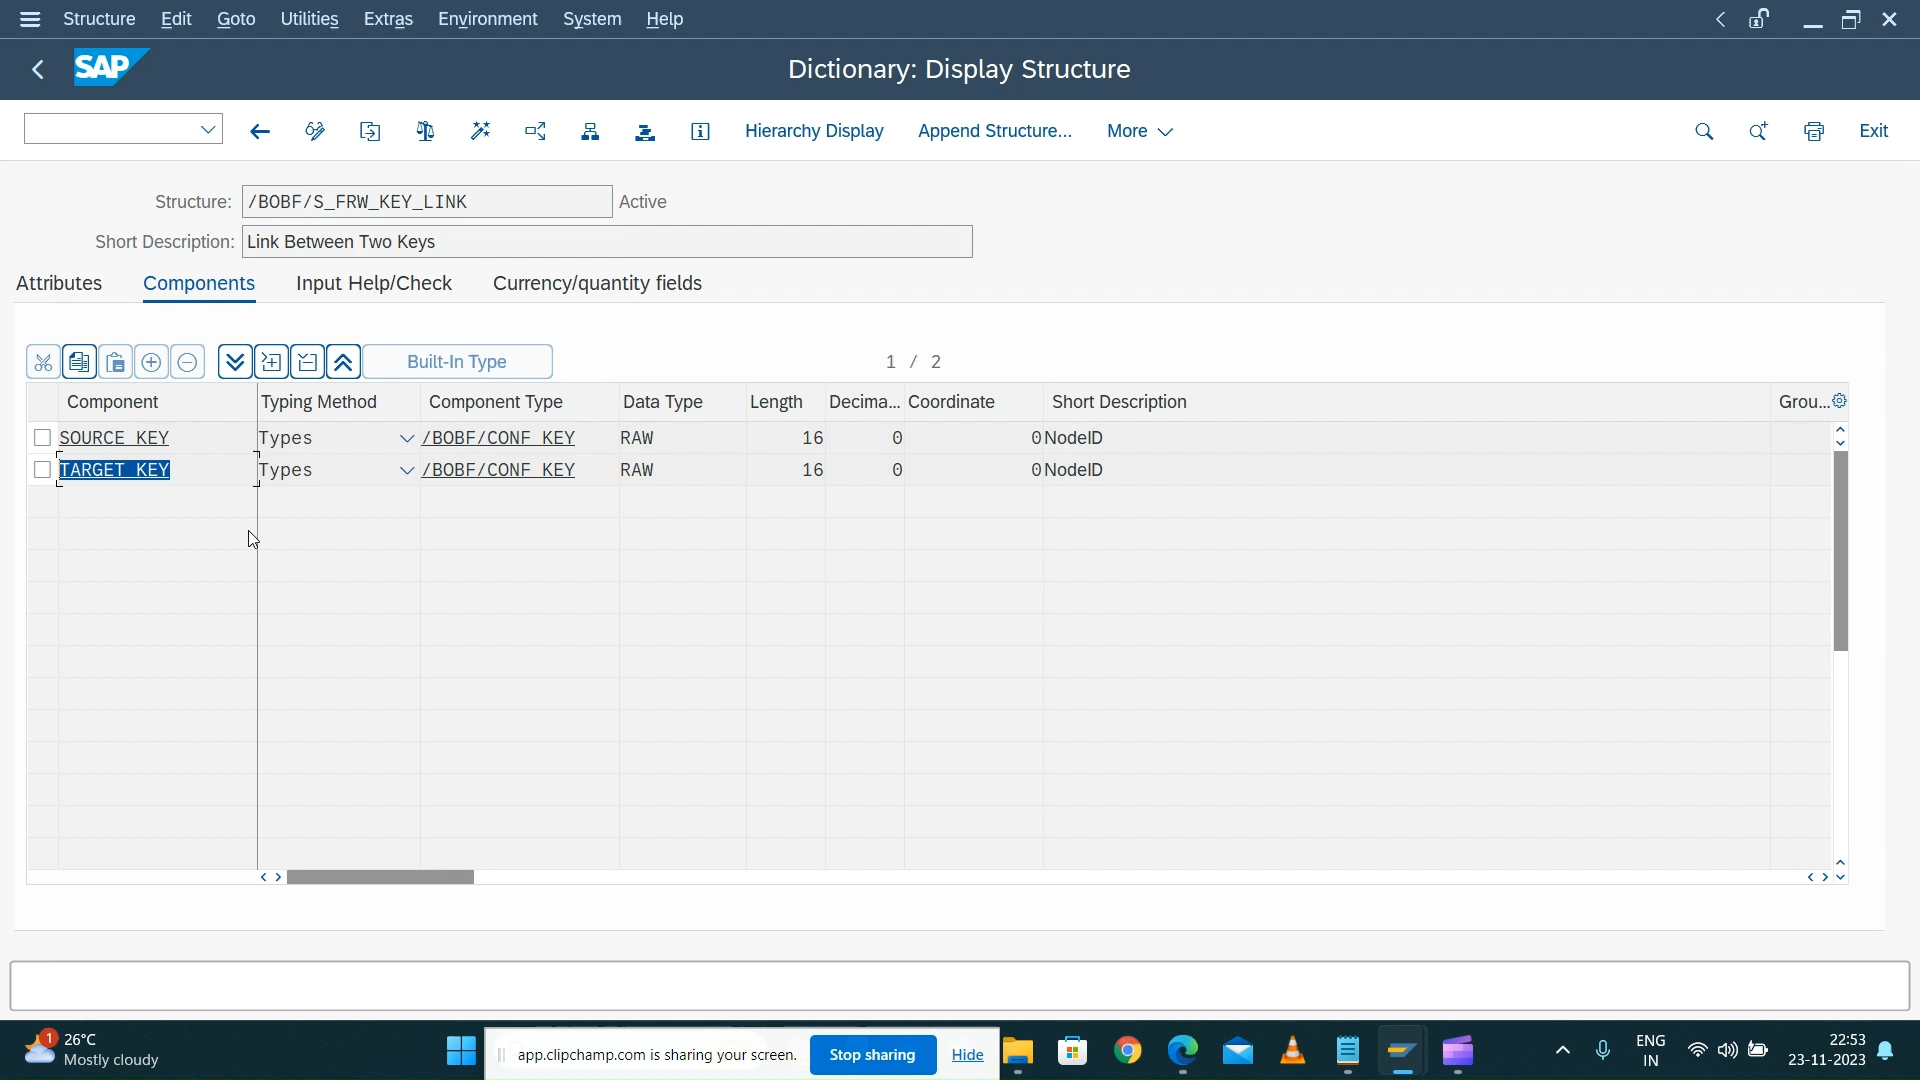 Structure Edit Goto Utilities Extras Environment System Help
SAP Dictionary: Display Structure
Hierarchy Display Append Structure... More Exit
Structure: /BOBF/S_FRW_KEY_LINK Active
Short Description: Link Between Two Keys
Attributes Components Input Help/Check Currency/quantity fields
Built-In Type 1 / 2
Component Typing Method Component Type Data Type Length Decima... Coordinate Short Description Grou...
SOURCE_KEY Types /BOBF/CONF_KEY RAW 16 0 0 NodeID
TARGET_KEY Types /BOBF/CONF_KEY RAW 16 0 0 NodeID
1 26°C
Mostly cloudy
app.clipchamp.com is sharing your screen. Stop sharing Hide
ENG
IN
22:53
23-11-2023